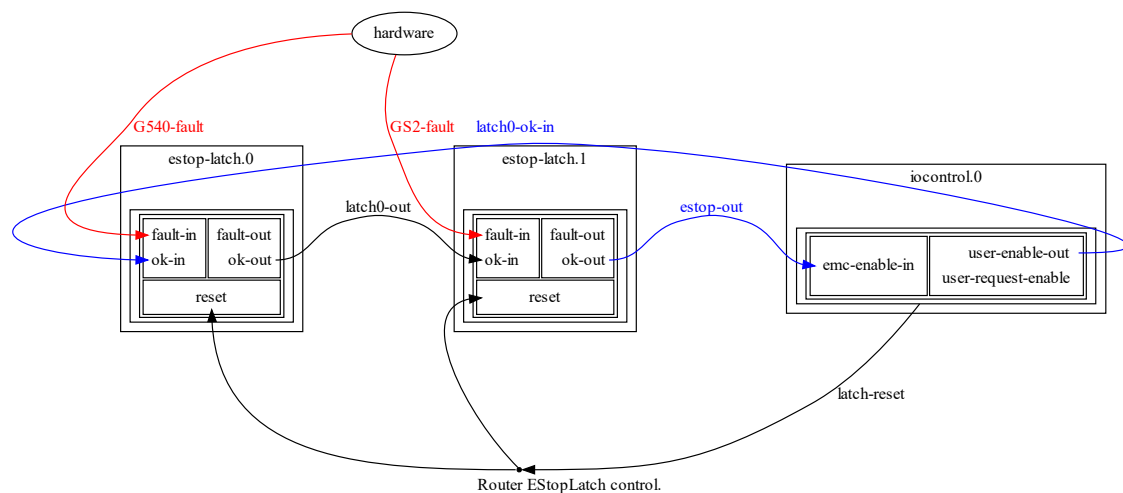 hardware
G540-fault
GS2-fault
latch0-ok-in
estop-latch.0
estop-latch.1
iocontrol.0
latch0-out
estop-out
fault-in
fault-out
ok-in
ok-out
reset
fault-in
fault-out
ok-in
ok-out
reset
emc-enable-in
user-enable-out
user-request-enable
latch-reset
Router EStopLatch control.